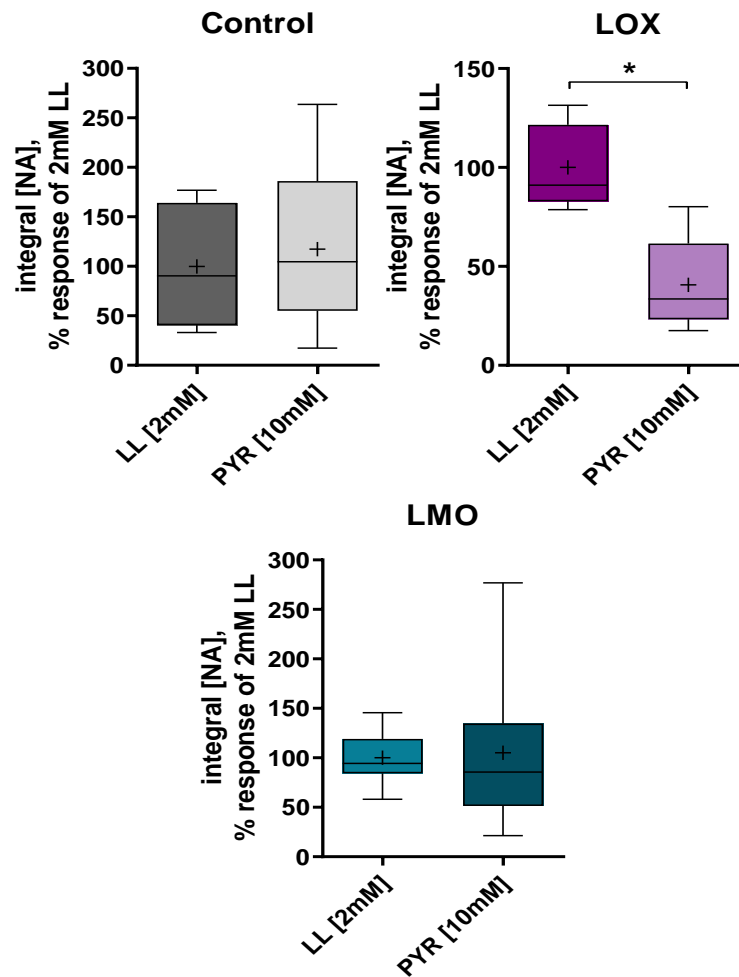 Control
integral [NA],
% response of 2mM LL
300
250
200
150
100
50
0
LL [2mM]
PYR [10mM]
LOX
*
integral [NA],
% response of 2mM LL
150
100
50
0
LL [2mM]
PYR [10mM]
LMO
integral [NA],
% response of 2mM LL
300
250
200
150
100
50
0
LL [2mM]
PYR [10mM]